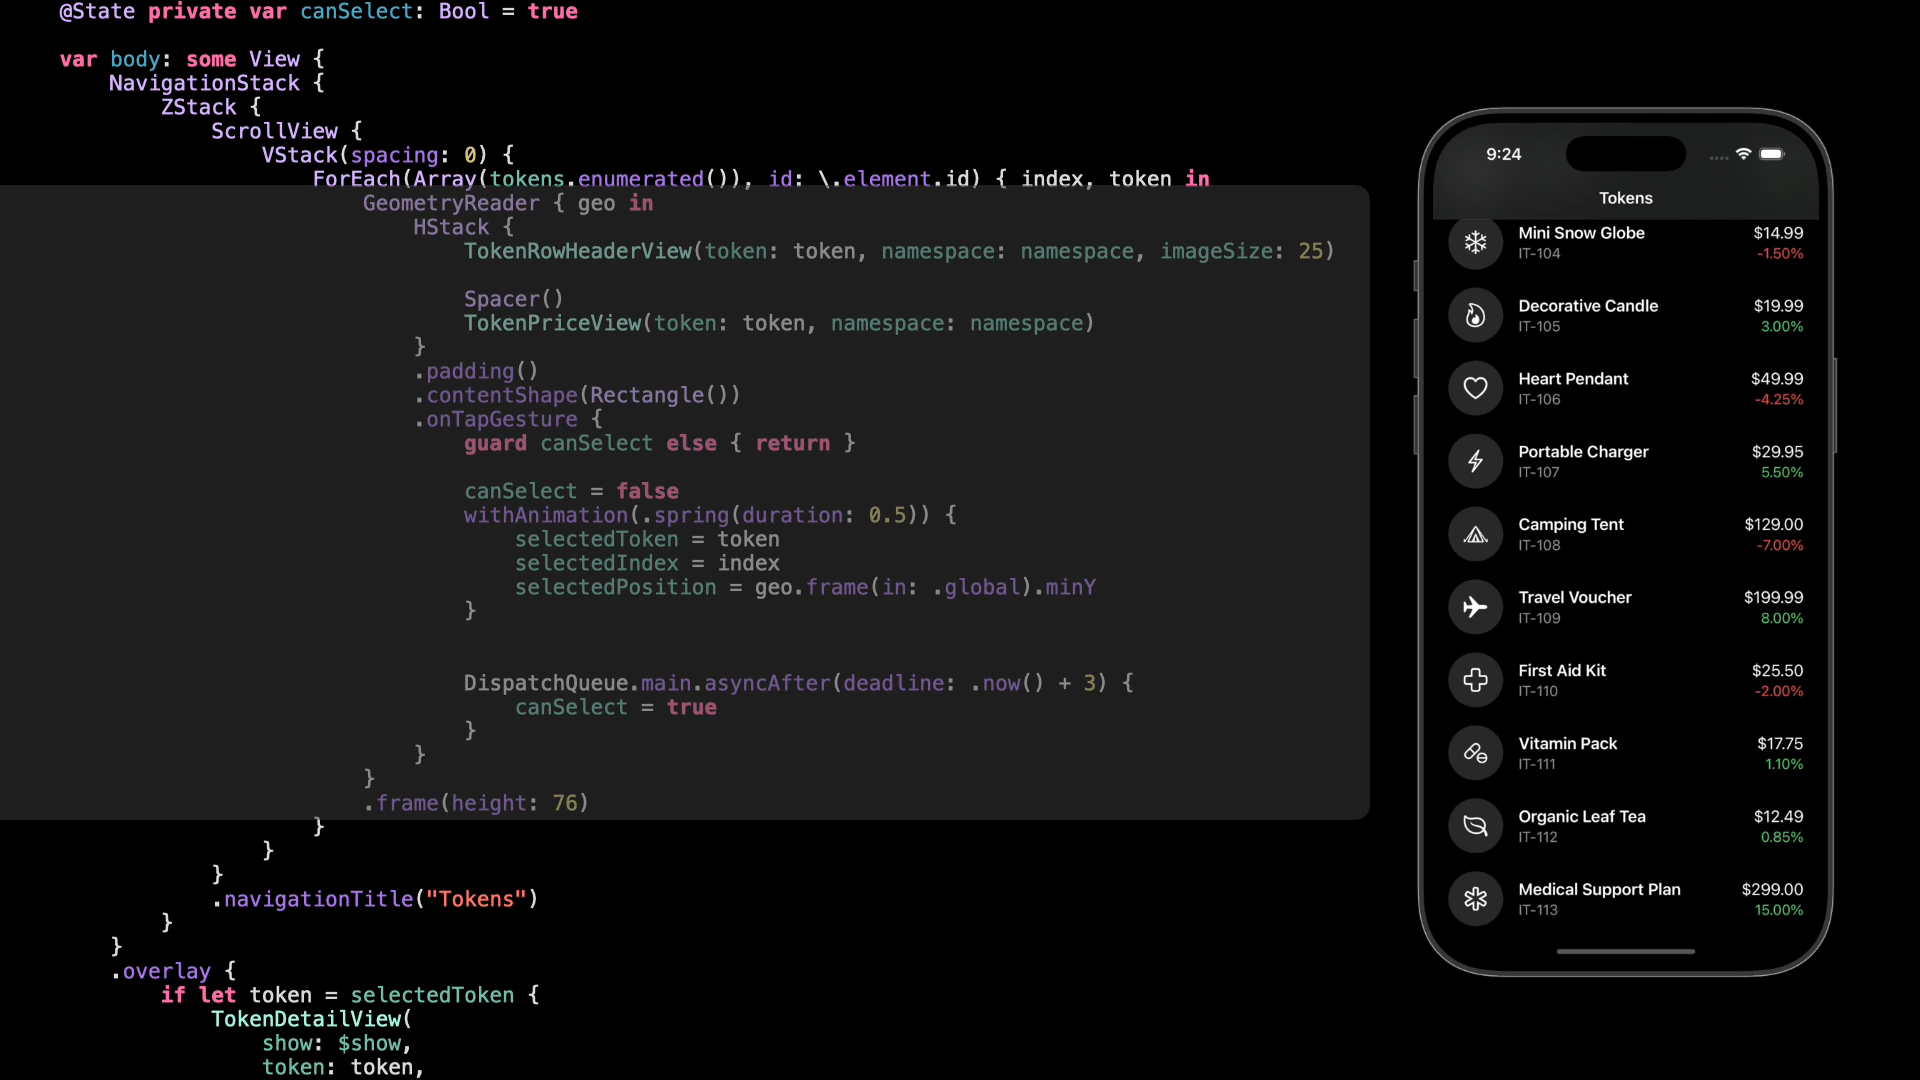 @State private var canSelect: Bool = true
var body: some View {
NavigationStack {
ZStack {
ScrollView {
VStack(spacing: 0) {
ForEach(Array(tokens.enumerated()), id: \.element.id) { index, token in
GeometryReader { geo in
HStack {
TokenRowHeaderView(token: token, namespace: namespace, imageSize: 25)
Spacer()
TokenPriceView(token: token, namespace: namespace)
}
.padding()
.contentShape(Rectangle())
.onTapGesture {
guard canSelect else { return }
canSelect = false
withAnimation(.spring(duration: 0.5)) {
selectedToken = token
selectedIndex = index
selectedPosition = geo.frame(in: .global).minY
}
DispatchQueue.main.asyncAfter(deadline: .now() + 3) {
canSelect = true
}
}
}
.frame(height: 76)
}
}
}
.navigationTitle("Tokens")
}
}
.overlay {
if let token = selectedToken {
TokenDetailView(
show: $show,
token: token,
9:24
Tokens
Mini Snow Globe $14.99
IT-104 -1.50%
Decorative Candle $19.99
IT-105 3.00%
Heart Pendant $49.99
IT-106 -4.25%
Portable Charger $29.95
IT-107 5.50%
Camping Tent $129.00
IT-108 -7.00%
Travel Voucher $199.99
IT-109 8.00%
First Aid Kit $25.50
IT-110 -2.00%
Vitamin Pack $17.75
IT-111 1.10%
Organic Leaf Tea $12.49
IT-112 0.85%
Medical Support Plan $299.00
IT-113 15.00%